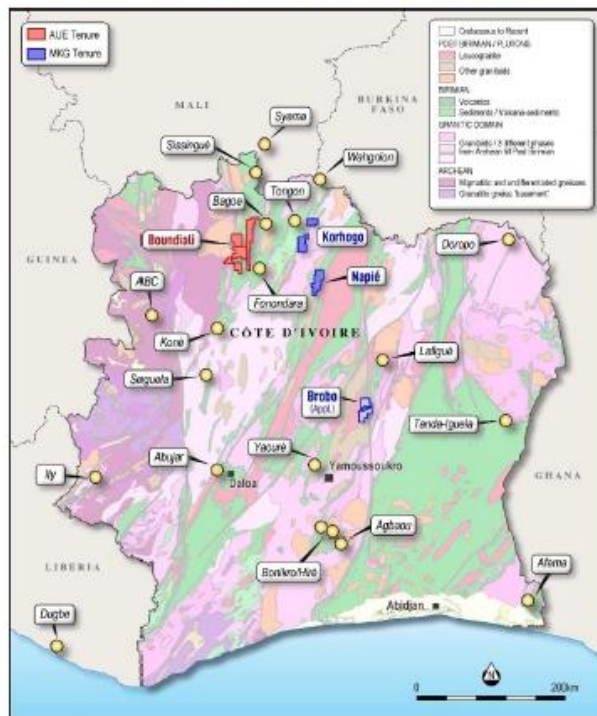 AUE Tenure
MKG Tenure
Cretaceous to Recent
POST BIRIMIAN / PLUTONS
Leucogranite
Other granitoids
BIRIMIAN
Volcanics
Sediments / Volcano-sediments
GRANITIC DOMAIN
ARCHEAN
MALI
BURKINA
FASO
Syama
Sissingué
Wahgnion
Tongon
Bagoe
Boundiali
Korhogo
Doropo
GUINEA
Napié
Fonondara
ABC
Koné
CÔTE D'IVOIRE
Lafigué
Séguéla
Brobo
(Appl.)
Tanda-Iguela
Yaouré
Abujar
Yamoussoukro
Ity
Daloa
GHANA
Agbaou
Bonikro/Hiré
LIBERIA
Afema
Abidjan
Dugbe
N
0
200km